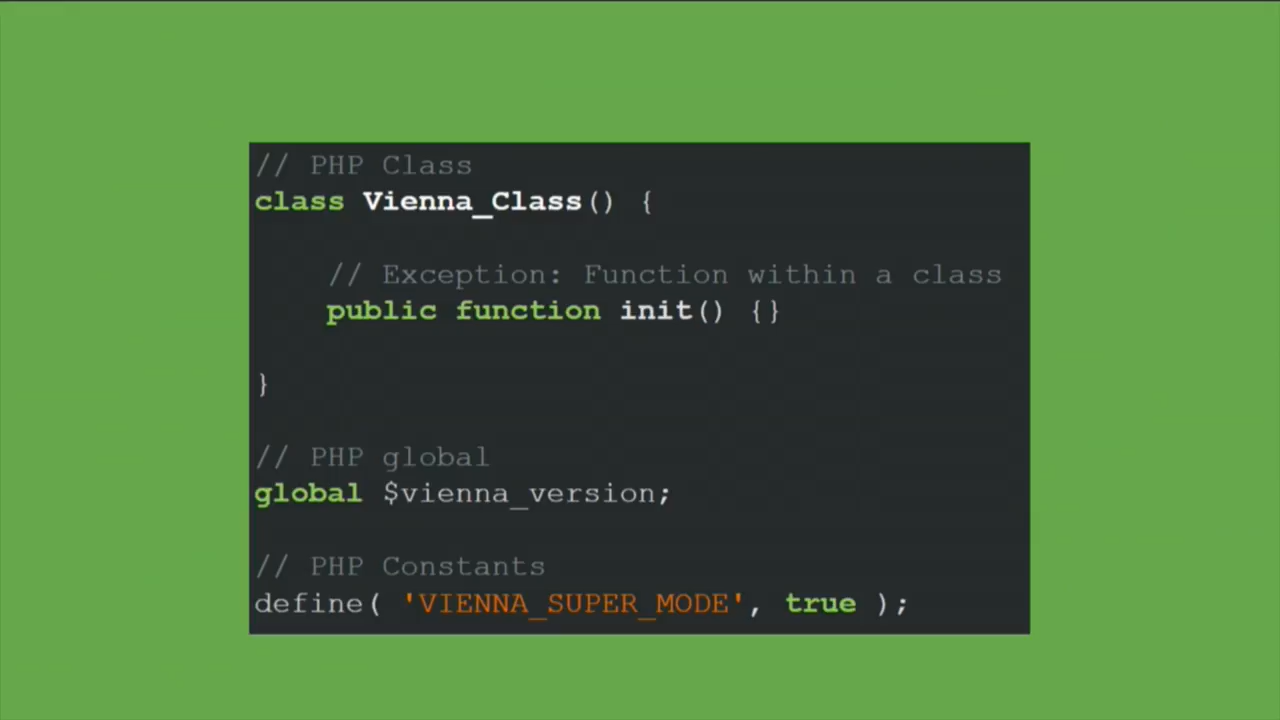 // PHP Class
class Vienna_Class() {
// Exception: Function within a class
public function init() {}
}
// PHP global
global $vienna_version;
// PHP Constants
define( 'VIENNA_SUPER_MODE', true );